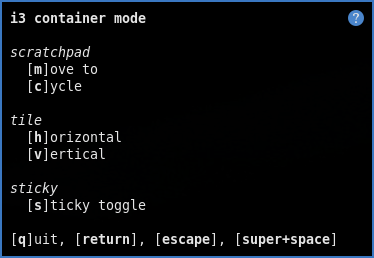 i3 container mode
?
scratchpad
[m]ove to
[c]ycle
tile
[h]orizontal
[v]ertical
sticky
[s]ticky toggle
[q]uit, [return], [escape], [super+space]